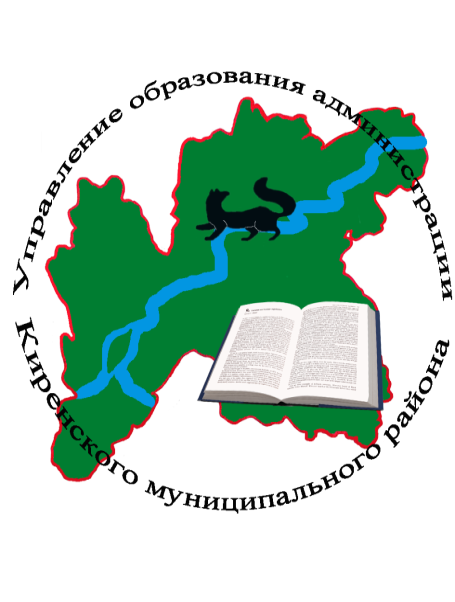 Управление образования администрации
Киренского муниципального района